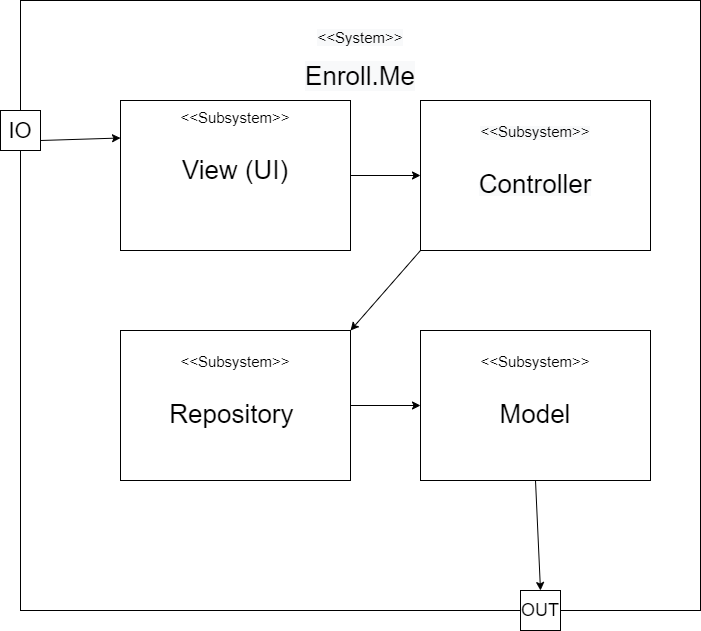 <<System>>
Enroll.Me
IO
<<Subsystem>>
View (UI)
<<Subsystem>>
Controller
<<Subsystem>>
Repository
<<Subsystem>>
Model
OUT